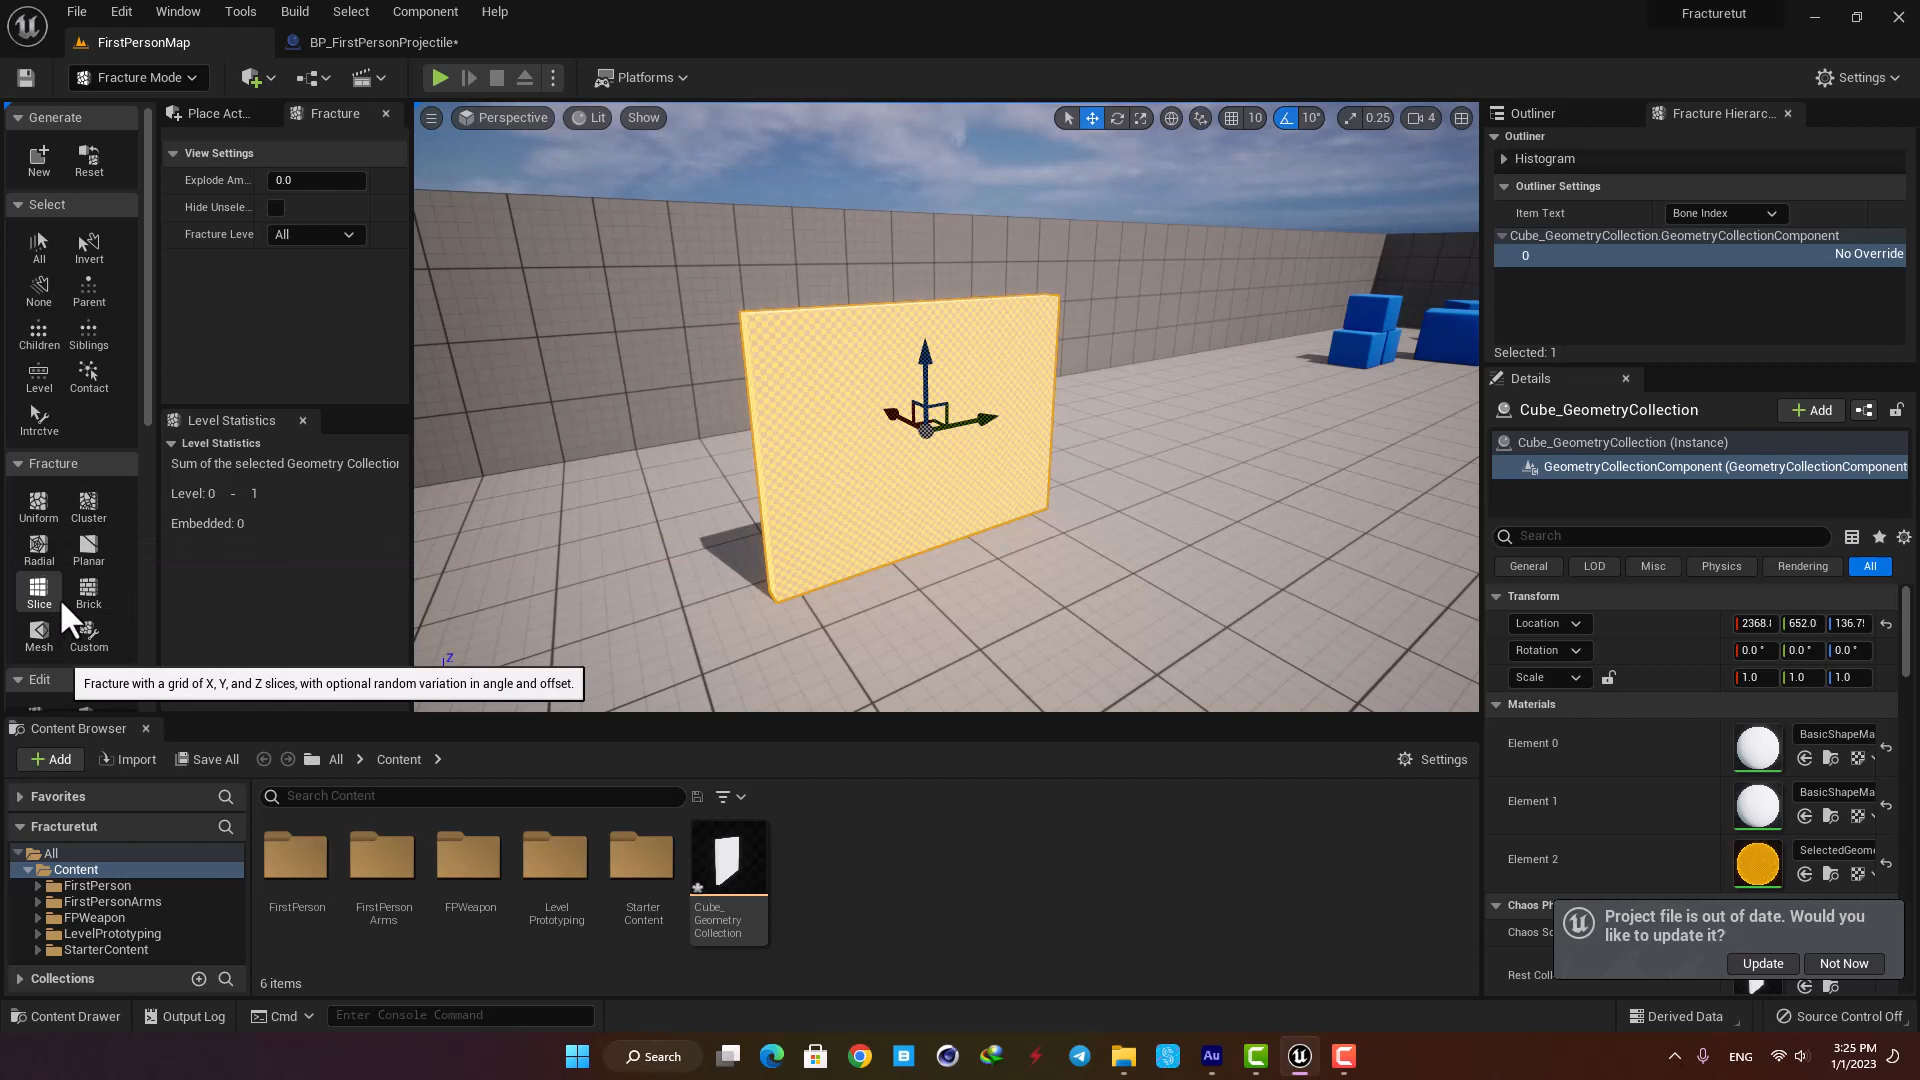 File Edit Window Tools Build Select Component Help
Fracturetut
FirstPersonMap
BP_FirstPersonProjectile*
Fracture Mode
Platforms
Settings
Generate
New Reset
Select
All Invert
None Parent
Children Siblings
Level Contact
Intrctve
Fracture
Uniform Cluster
Radial Planar
Slice Brick
Mesh Custom
Edit
Place Act...
Fracture
View Settings
Explode Am... 0.0
Hide Unsele...
Fracture Leve All
Level Statistics
Level Statistics
Sum of the selected Geometry Collection
Level: 0 - 1
Embedded: 0
Perspective Lit Show
10 10° 0.25 4
Z
Fracture with a grid of X, Y, and Z slices, with optional random variation in angle and offset.
Outliner
Fracture Hierarc...
Outliner
Histogram
Outliner Settings
Item Text Bone Index
Cube_GeometryCollection.GeometryCollectionComponent
0 No Override
Selected: 1
Details
Cube_GeometryCollection
Add
Cube_GeometryCollection (Instance)
GeometryCollectionComponent (GeometryCollectionComponent
Search
General LOD Misc Physics Rendering All
Transform
Location 652.0
Rotation 0.0 ° 0.0 ° 0.0 °
Scale 1.0 1.0 1.0
Materials
Element 0 BasicShapeMa
Element 1 BasicShapeMa
Element 2 SelectedGeome
Chaos Ph
Chaos So
Rest Coll
Project file is out of date. Would you
like to update it?
Update Not Now
Content Browser
Add Import Save All All Content
Settings
Favorites
Fracturetut
All
Content
FirstPerson
FirstPersonArms
FPWeapon
LevelPrototyping
StarterContent
Collections
Search Content
FirstPerson
FirstPerson
Arms
FPWeapon
Level
Prototyping
Starter
Content
Cube_
Geometry
Collection
6 items
Content Drawer Output Log Cmd Enter Console Command
Derived Data Source Control Off
Search
Au
ENG
3:25 PM
1/1/2023